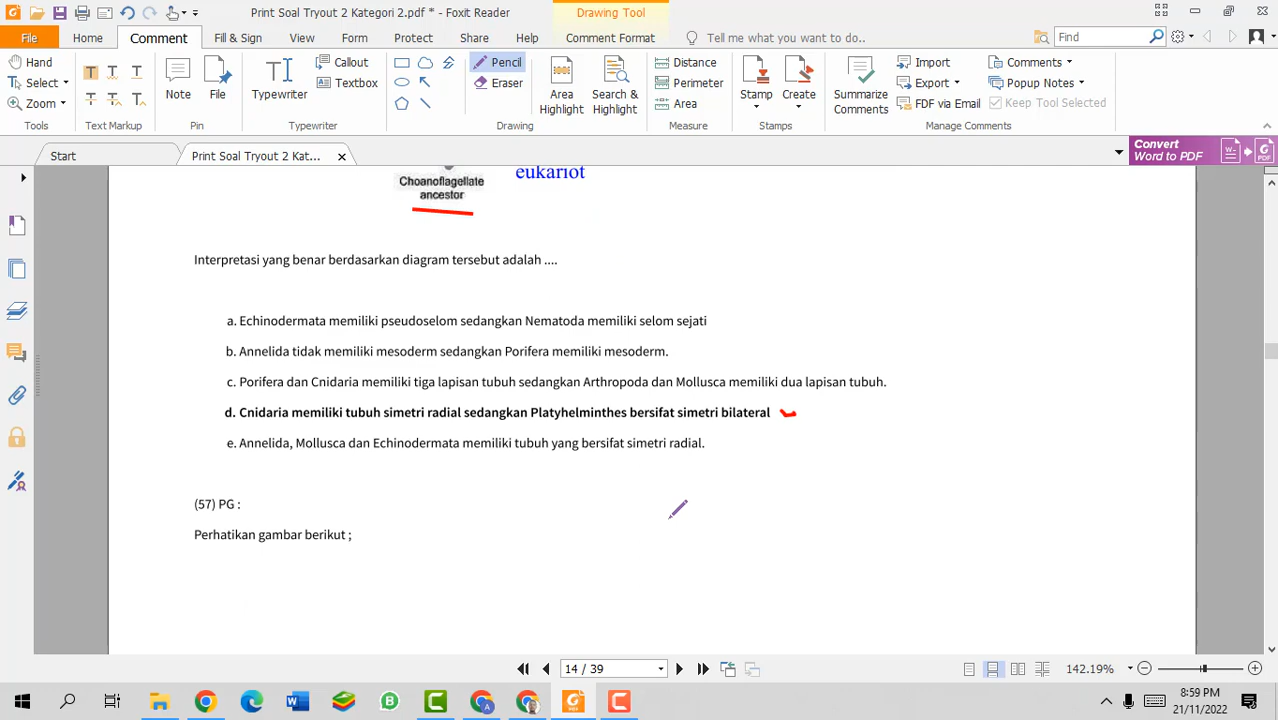 Print Soal Tryout 2 Kategori 2.pdf * - Foxit Reader
Drawing Tool
File
Home
Comment
Fill & Sign
View
Form
Protect
Share
Help
Comment Format
Tell me what you want to do..
Find
Hand
Select
Zoom
Tools
Text Markup
Note
File
Pin
Typewriter
Callout
Textbox
Typewriter
Pencil
Eraser
Drawing
Area Highlight
Search & Highlight
Distance
Perimeter
Area
Measure
Stamp
Create
Stamps
Summarize Comments
Import
Export
FDF via Email
Comments
Popup Notes
Keep Tool Selected
Manage Comments
Start
Print Soal Tryout 2 Kat...
Convert
Word to PDF
eukariot
Choanoflagellate
ancestor
Interpretasi yang benar berdasarkan diagram tersebut adalah ....
a. Echinodermata memiliki pseudoselom sedangkan Nematoda memiliki selom sejati
b. Annelida tidak memiliki mesoderm sedangkan Porifera memiliki mesoderm.
c. Porifera dan Cnidaria memiliki tiga lapisan tubuh sedangkan Arthropoda dan Mollusca memiliki dua lapisan tubuh.
d. Cnidaria memiliki tubuh simetri radial sedangkan Platyhelminthes bersifat simetri bilateral
e. Annelida, Mollusca dan Echinodermata memiliki tubuh yang bersifat simetri radial.
(57) PG :
Perhatikan gambar berikut ;
14 / 39
142.19%
8:59 PM
21/11/2022